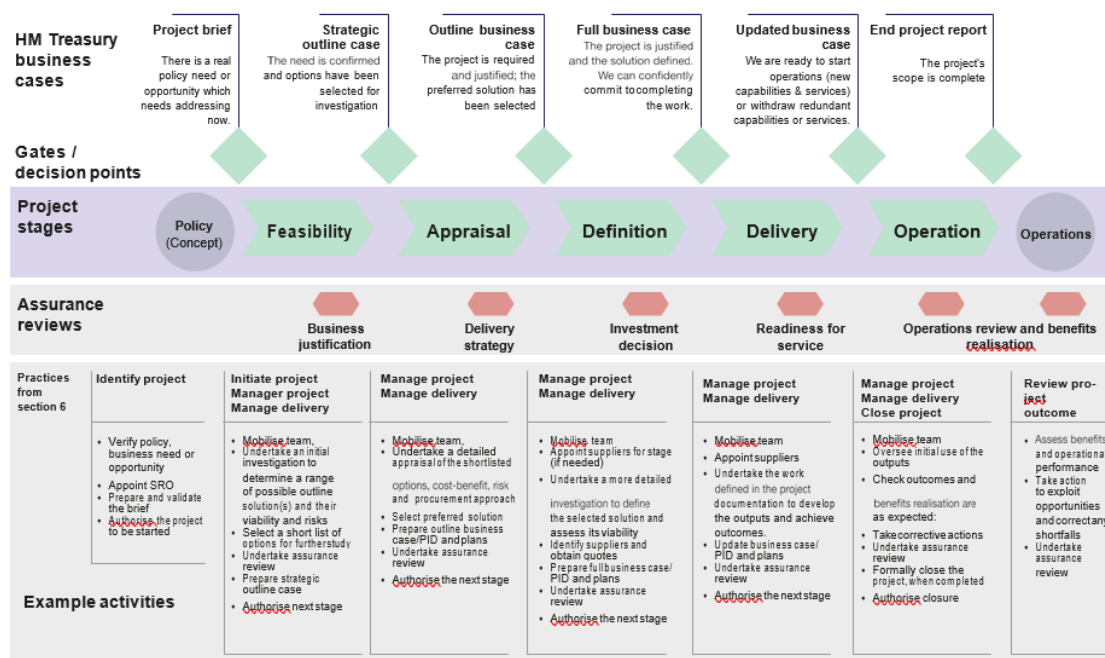 HM Treasury
business
cases
Project brief
There is a real
policy need or
opportunity which
needs addressing
now.
Strategic
outline case
The need is confirmed
and options have been
selected for
investigation
Outline business
case
The project is required
and justified; the
preferred solution has
been selected
Full business case
The project is justified
and the solution defined.
We can confidently
commit to completing
the work.
Updated business
case
We are ready to start
operations (new
capabilities & services)
or withdraw redundant
capabilities or services.
End project report
The project's
scope is complete
Gates /
decision points
Project
stages
Policy
(Concept)
Feasibility
Appraisal
Definition
Delivery
Operation
Operations
Assurance
reviews
Business
justification
Delivery
strategy
Investment
decision
Readiness for
service
Operations review and benefits
realisation
Practices
from
section 6
Identify project
• Verify policy,
business need or
opportunity
• Appoint SRO
• Prepare and validate
the brief
• Authorise the project
to be started
Initiate project
Manager project
Manage delivery
• Mobilise team,
• Undertake an initial
investigation to
determine a range
of possible outline
solution(s) and their
viability and risks
• Select a short list of
options for further study
• Undertake assurance
review
• Prepare strategic
outline case
• Authorise next stage
Manage project
Manage delivery
• Mobilise team,
• Undertake a detailed
appraisal of the shortlisted
options, cost-benefit, risk
and procurement approach
• Select preferred solution
• Prepare outline business
case/PID and plans
• Undertake assurance
review
• Authorise the next stage
Manage project
Manage delivery
• Mobilise team
• Appoint suppliers for stage
(if needed)
• Undertake a more detailed
investigation to define
the selected solution and
assess its viability
• Identify suppliers and
obtain quotes
• Prepare full business case/
PID and plans
• Undertake assurance
review
• Authorise the next stage
Manage project
Manage delivery
• Mobilise team
• Appoint suppliers
• Undertake the work
defined in the project
documentation to develop
the outputs and achieve
outcomes.
• Update business case/
PID and plans
• Undertake assurance
review
• Authorise the next stage
Manage project
Manage delivery
Close project
• Mobilise team
• Oversee initial use of the
outputs
• Check outcomes and
benefits realisation are
as expected:
• Take corrective actions
• Undertake assurance
review
• Formally close the
project, when completed
• Authorise closure
Review pro-
ject
outcome
• Assess benefits
and operationa
performance
• Take action
to exploit
opportunities
and correct any
shortfalls
• Undertake
assurance
review
Example activities